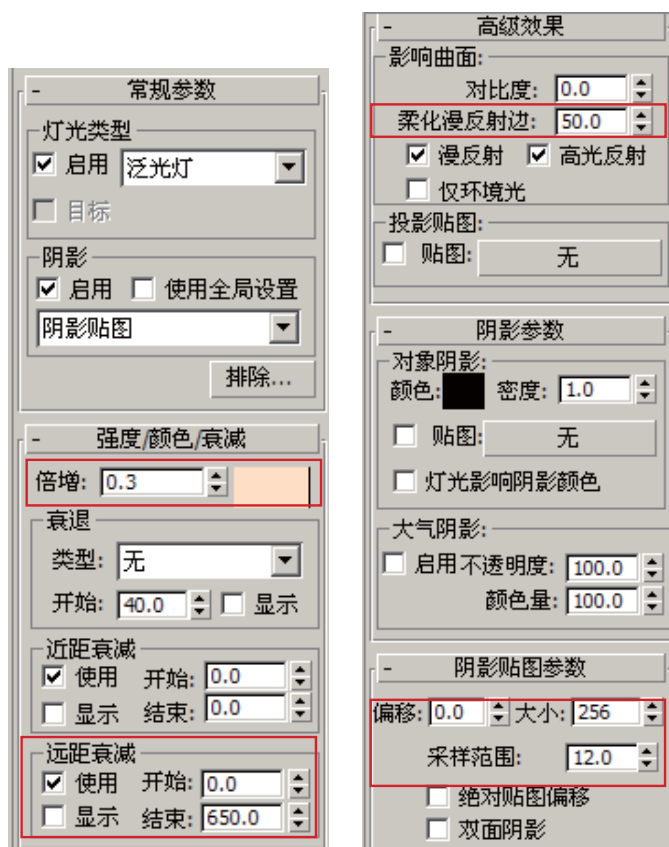 - 常规参数
灯光类型
启用 泛光灯
目标
阴影
启用 使用全局设置
阴影贴图
排除...
- 强度/颜色/衰减
倍增: 0.3
衰退
类型: 无
开始: 40.0 显示
近距衰减
使用 开始: 0.0
显示 结束: 0.0
远距衰减
使用 开始: 0.0
显示 结束: 650.0
- 高级效果
影响曲面:
对比度: 0.0
柔化漫反射边: 50.0
漫反射 高光反射
仅环境光
投影贴图:
贴图: 无
- 阴影参数
对象阴影:
颜色: 密度: 1.0
贴图: 无
灯光影响阴影颜色
大气阴影:
启用 不透明度: 100.0
颜色量: 100.0
- 阴影贴图参数
偏移: 0.0 大小: 256
采样范围: 12.0
绝对贴图偏移
双面阴影